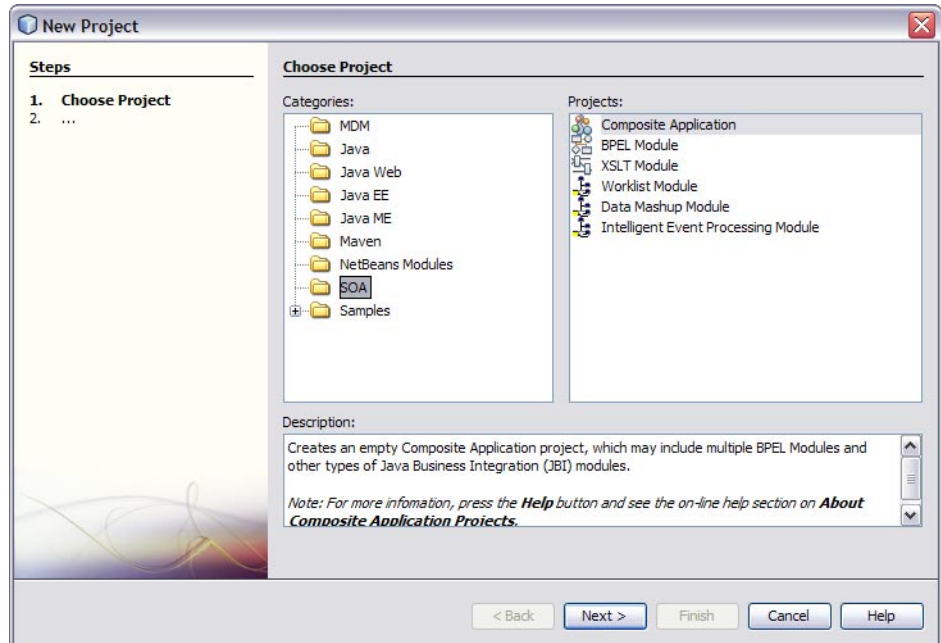 New Project
Steps
1. Choose Project
2. ...
Choose Project
Categories:
MDM
Java
Java Web
Java EE
Java ME
Maven
NetBeans Modules
SOA
Samples
Projects:
Composite Application
BPEL Module
XSLT Module
Worklist Module
Data Mashup Module
Intelligent Event Processing Module
Description:
Creates an empty Composite Application project, which may include multiple BPEL Modules and
other types of Java Business Integration (JBI) modules.
Note: For more infomation, press the Help button and see the on-line help section on About
Composite Application Projects.
< Back
Next >
Finish
Cancel
Help